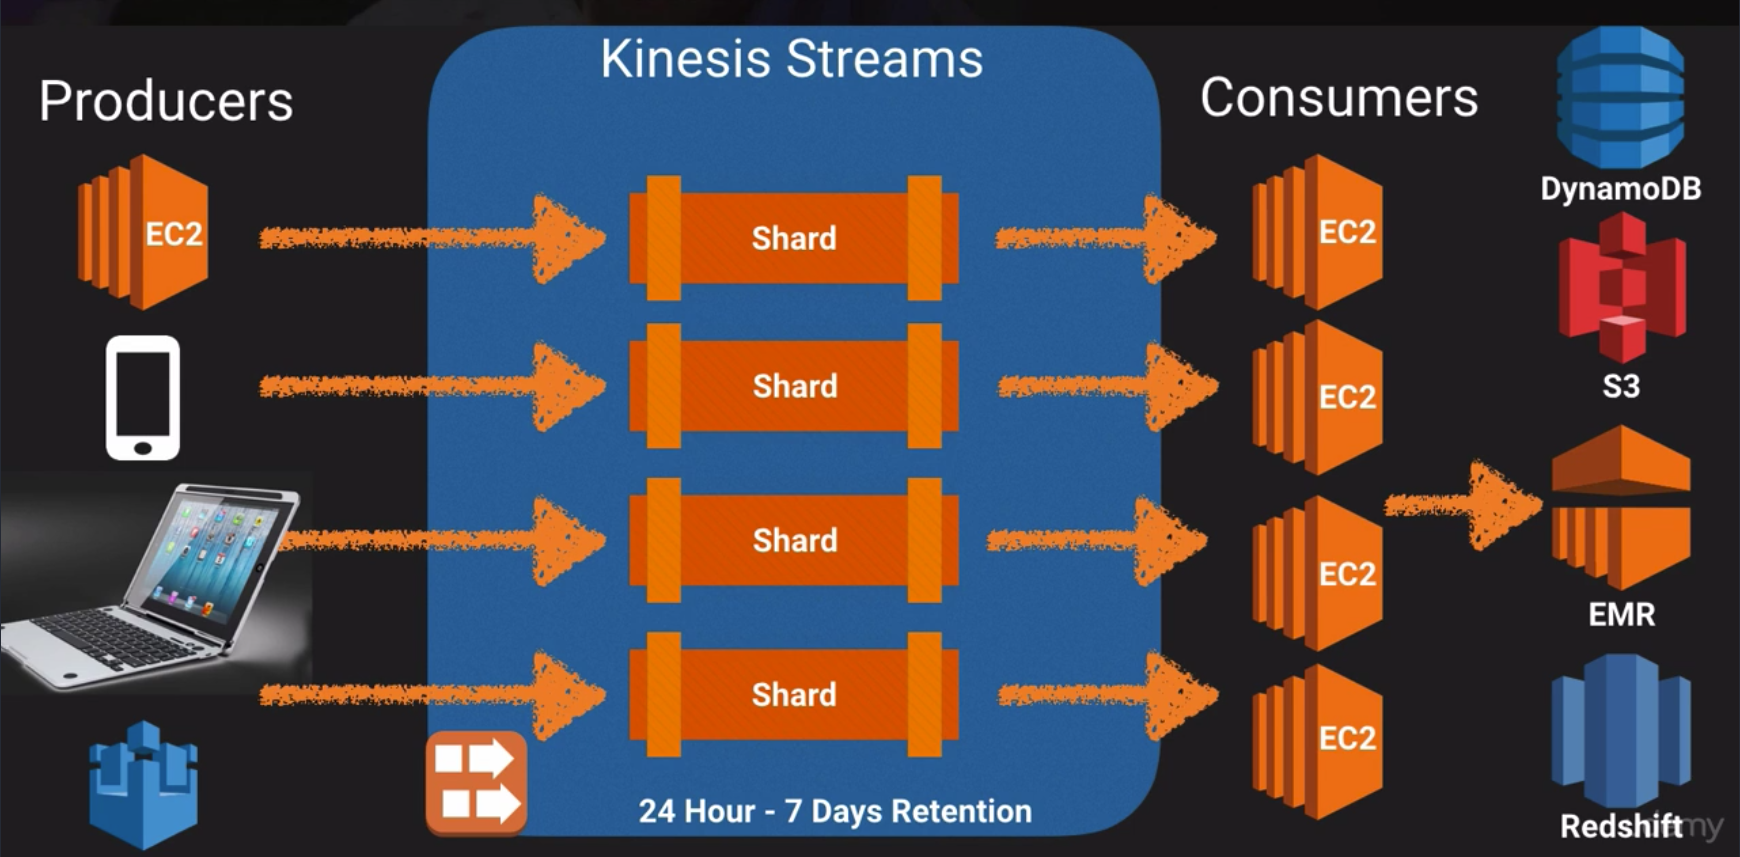 Kinesis Streams
Producers
Consumers
EC2
Shard
EC2
DynamoDB
Shard
EC2
S3
Shard
EC2
EMR
Shard
EC2
24 Hour - 7 Days Retention
Redshift